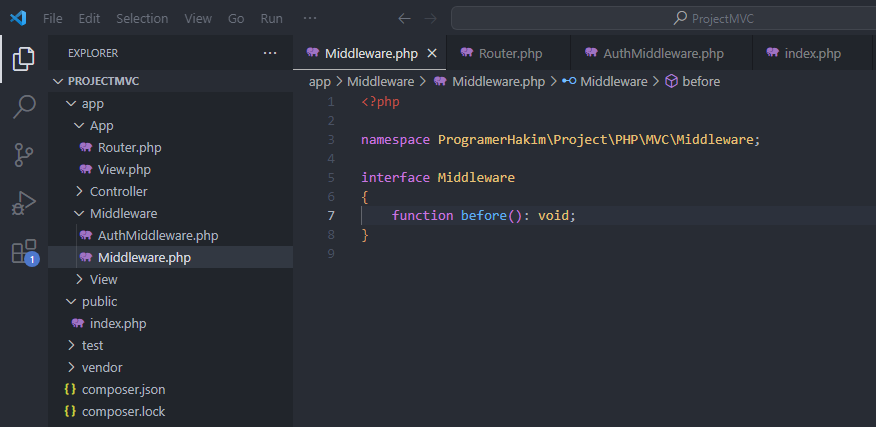 File Edit Selection View Go Run ··· ← → ProjectMVC
EXPLORER ···
PROJECTMVC
app
App
Router.php
View.php
Controller
Middleware
AuthMiddleware.php
Middleware.php
View
public
index.php
test
vendor
{} composer.json
{} composer.lock
1
Middleware.php × Router.php AuthMiddleware.php index.php
app > Middleware > Middleware.php > Middleware > before
1 <?php
2
3 namespace ProgramerHakim\Project\PHP\MVC\Middleware;
4
5 interface Middleware
6 {
7 function before(): void;
8 }
9